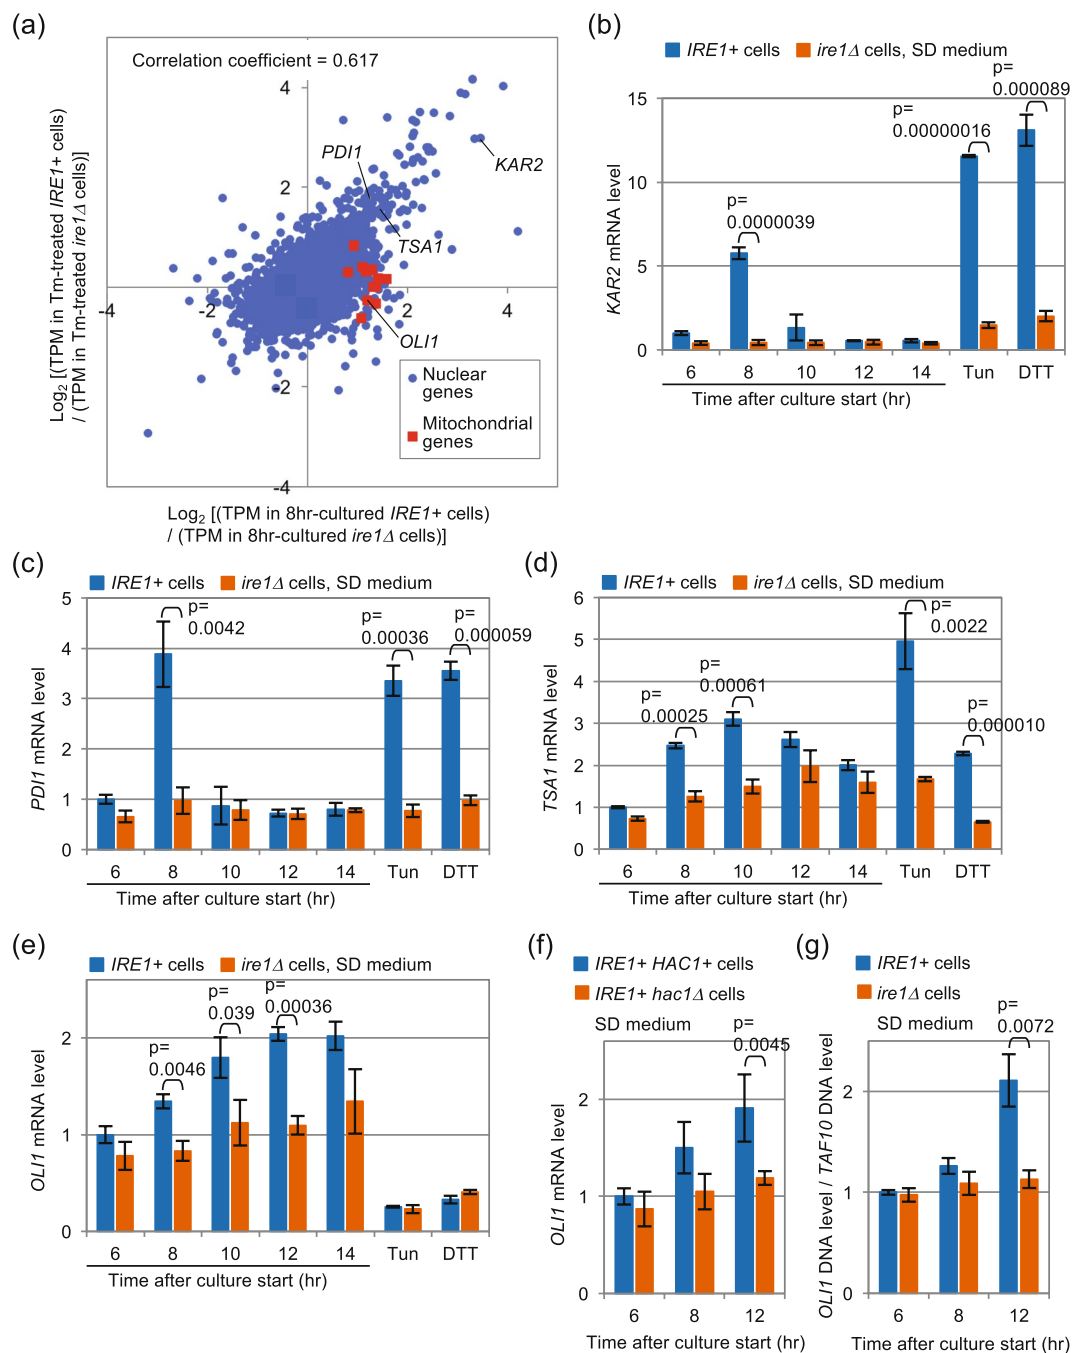 (a)
Correlation coefficient = 0.617
4
2
-2
-4
-4
-2
2
4
PDI1
KAR2
TSA1
OLI1
Nuclear
genes
Mitochondrial
genes
Log2 [(TPM in Tm-treated IRE1+ cells)
/ (TPM in Tm-treated ire1Δ cells)]
Log2 [(TPM in 8hr-cultured IRE1+ cells)
/ (TPM in 8hr-cultured ire1Δ cells)]
(b)
IRE1+ cells
ire1Δ cells, SD medium
p=
0.0000039
p=
0.00000016
p=
0.000089
KAR2 mRNA level
15
10
5
0
6 8 10 12 14 Tun DTT
Time after culture start (hr)
(c)
IRE1+ cells
ire1Δ cells, SD medium
p=
0.0042
p=
0.00036
p=
0.000059
PDI1 mRNA level
5
4
3
2
1
0
6 8 10 12 14 Tun DTT
Time after culture start (hr)
(d)
IRE1+ cells
ire1Δ cells, SD medium
p=
0.00025
p=
0.00061
p=
0.0022
p=
0.000010
TSA1 mRNA level
6
5
4
3
2
1
0
6 8 10 12 14 Tun DTT
Time after culture start (hr)
(e)
IRE1+ cells
ire1Δ cells, SD medium
p=
0.0046
p=
0.039
p=
0.00036
OLI1 mRNA level
2
1
0
6 8 10 12 14 Tun DTT
Time after culture start (hr)
(f)
IRE1+ HAC1+ cells
IRE1+ hac1Δ cells
SD medium
p=
0.0045
OLI1 mRNA level
2
1
0
6 8 12
Time after culture start (hr)
(g)
IRE1+ cells
ire1Δ cells
SD medium
p=
0.0072
OLI1 DNA level / TAF10 DNA level
2
1
0
6 8 12
Time after culture start (hr)